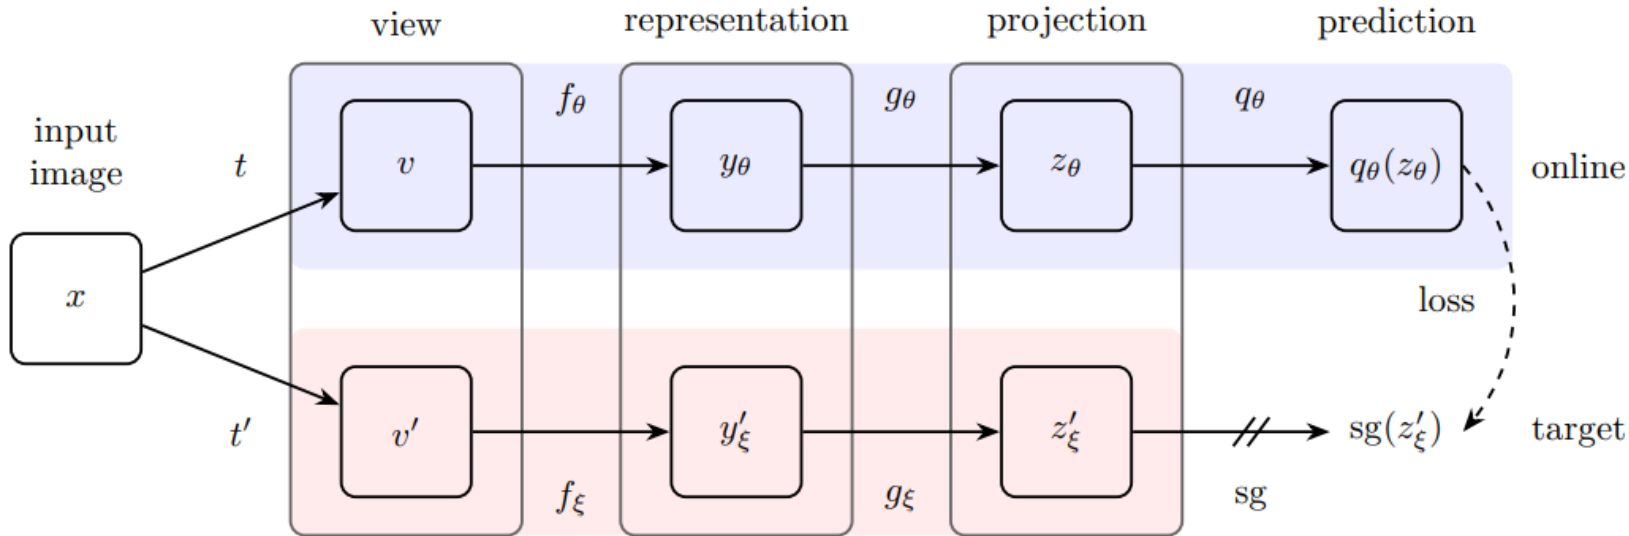 view representation projection prediction
input
image
t
f_θ g_θ q_θ
v y_θ z_θ q_θ(z_θ) online
x
loss
t′
v′ y′_ξ z′_ξ sg(z′_ξ) target
f_ξ g_ξ sg